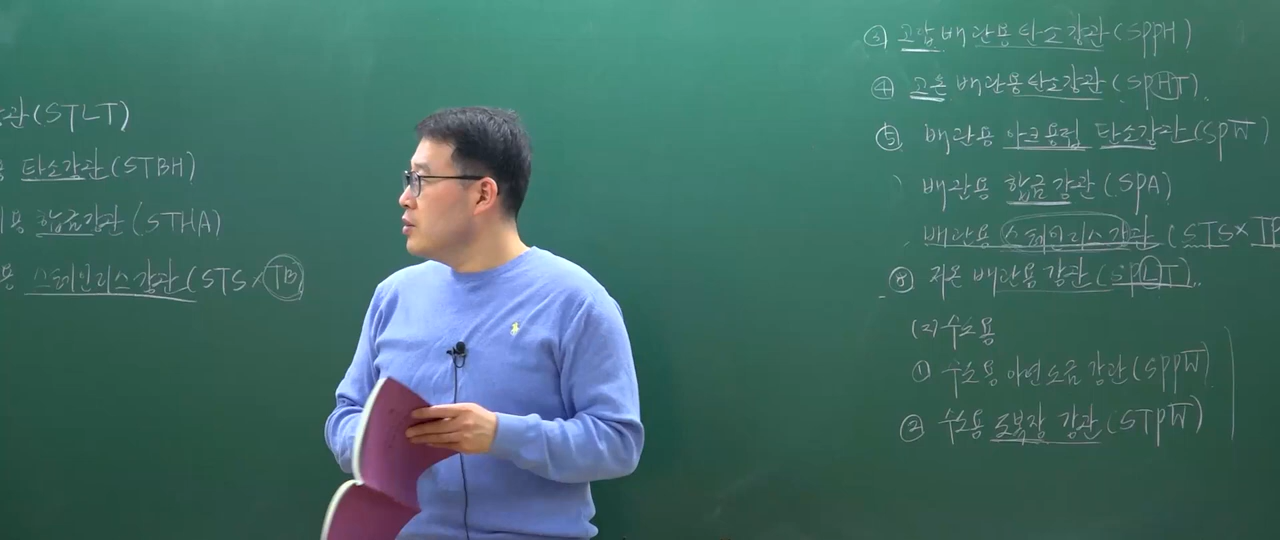 관(STLT)
용 탄소강관(STBH)
용 합금강관(STHA)
용 스테인리스강관(STS×TB)
③ 고압배관용탄소강관(SPPH)
④ 고온 배관용탄소강관(SPHT).
⑤ 배관용 아크용접 탄소강관(SPW)
) 배관용 합금강관(SPA)
배관용 스테인리스강관(STS×TP
⑧ 저온 배관용강관(SPLT).
(2)수도용
① 수도용 아연도금 강관(SPPW)
② 수도용 도복장 강관(STPW)